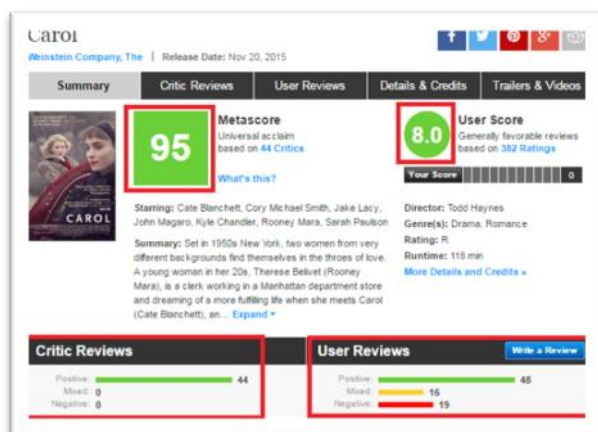 Carol
Weinstein Company, The | Release Date: Nov 20, 2015
Summary Critic Reviews User Reviews Details & Credits Trailers & Videos
95
Metascore
Universal acclaim
based on 44 Critics
What's this?
8.0
User Score
Generally favorable reviews
based on 382 Ratings
Your Score 0
CAROL
Starring: Cate Blanchett, Cory Michael Smith, Jake Lacy,
John Magaro, Kyle Chandler, Rooney Mara, Sarah Paulson
Summary: Set in 1950s New York, two women from very
different backgrounds find themselves in the throes of love.
A young woman in her 20s, Therese Belivet (Rooney
Mara), is a clerk working in a Manhattan department store
and dreaming of a more fulfilling life when she meets Carol
(Cate Blanchett), an... Expand
Director: Todd Haynes
Genre(s): Drama, Romance
Rating: R
Runtime: 118 min
More Details and Credits »
Critic Reviews
Positive: 44
Mixed: 0
Negative: 0
User Reviews Write a Review
Positive: 48
Mixed: 16
Negative: 19